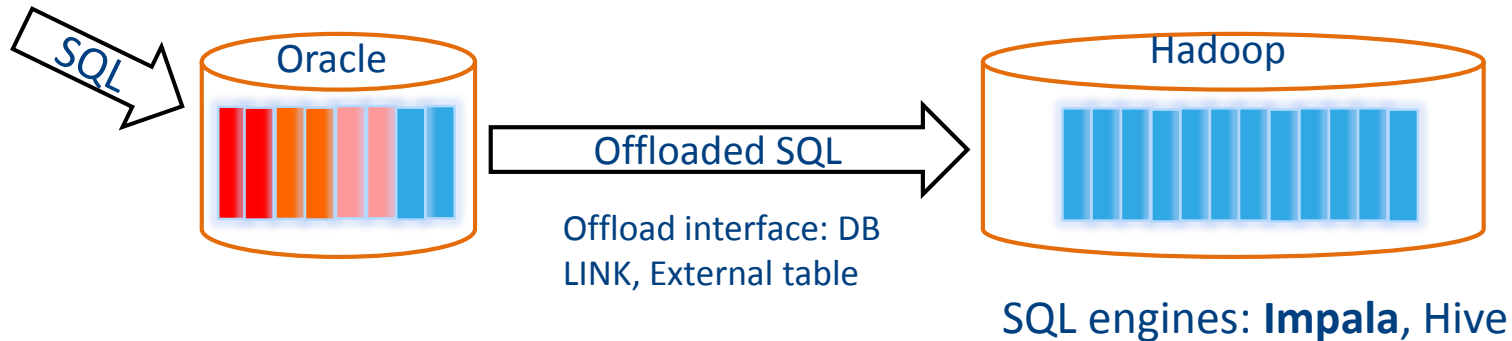 SQL
Oracle
Hadoop
Offloaded SQL
Offload interface: DB
LINK, External table
SQL engines: Impala, Hive